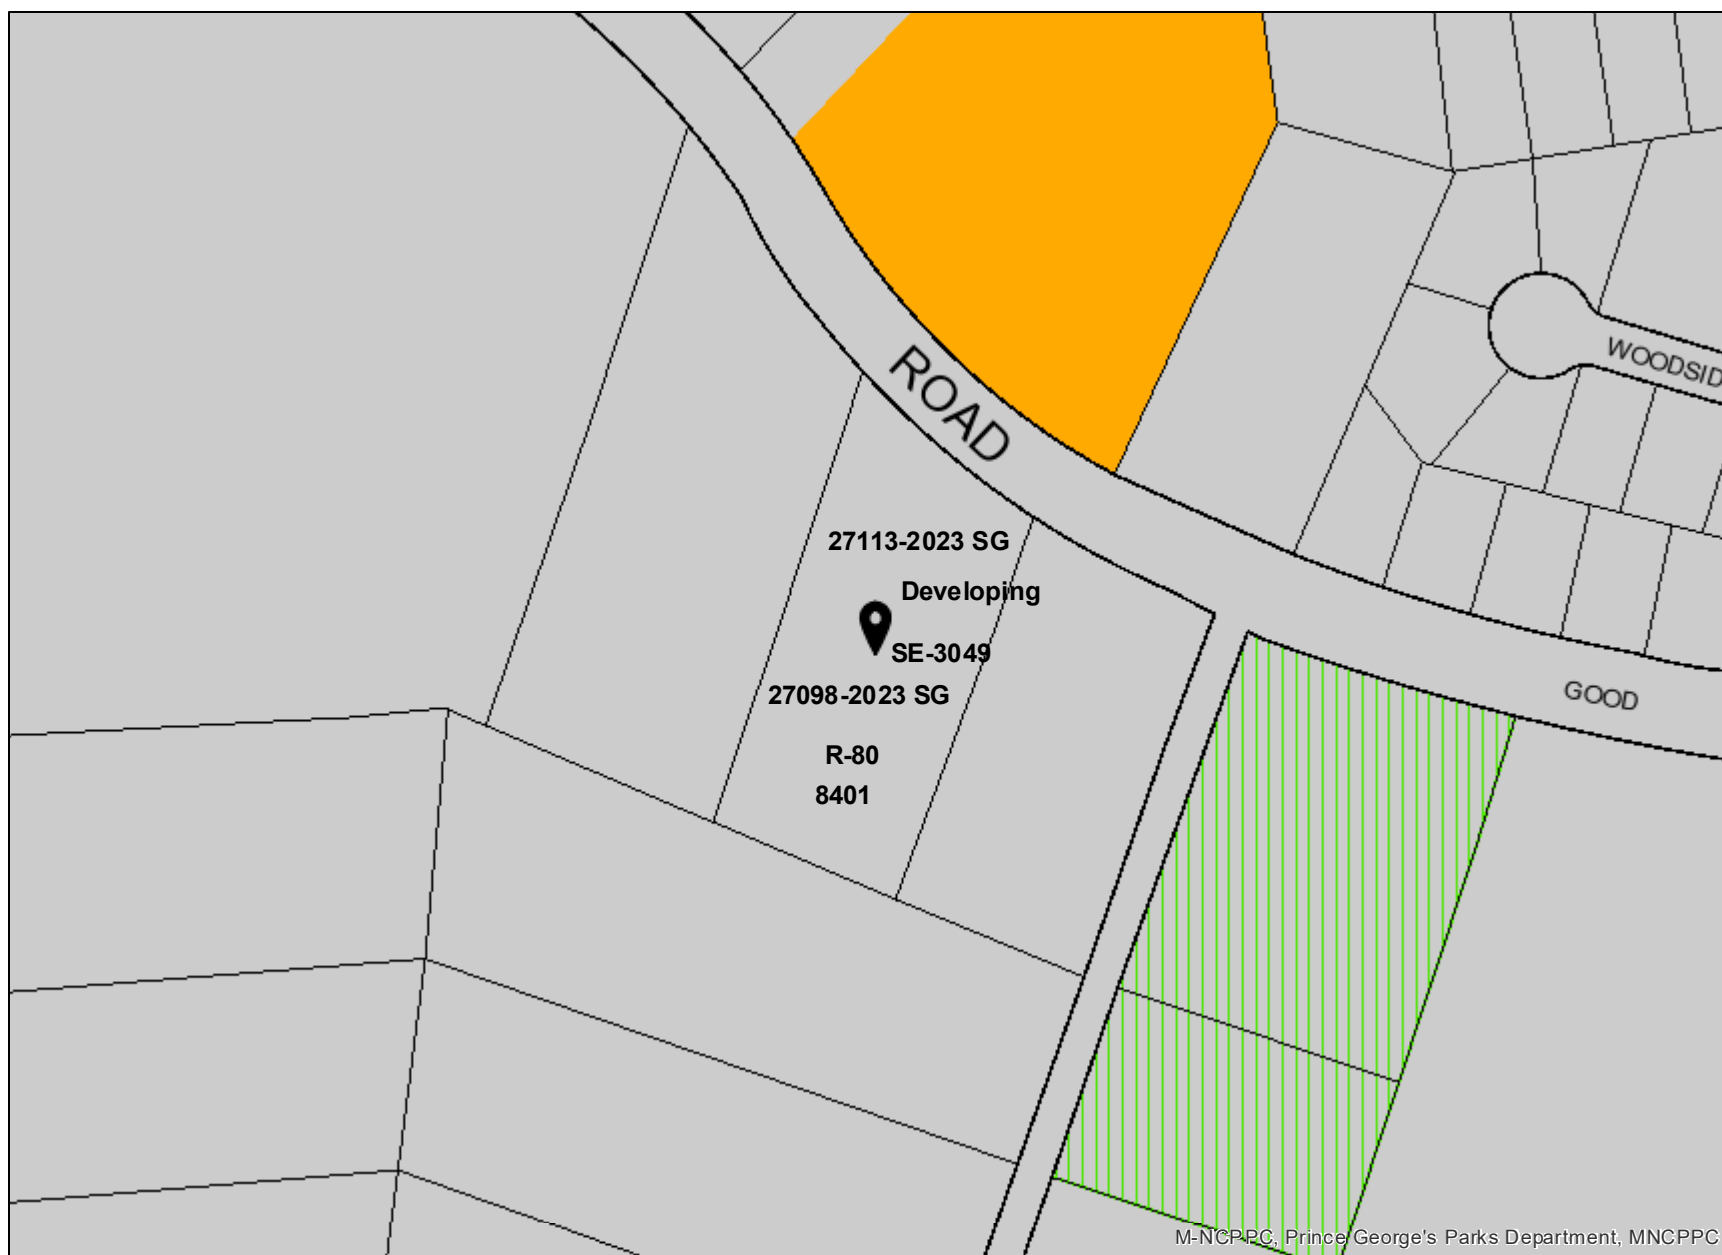 WOODSID
ROAD
27113-2023 SG
Developing
SE-3049
27098-2023 SG
GOOD
R-80
8401
M-NCPPC, Prince George's Parks Department, MNCPPC